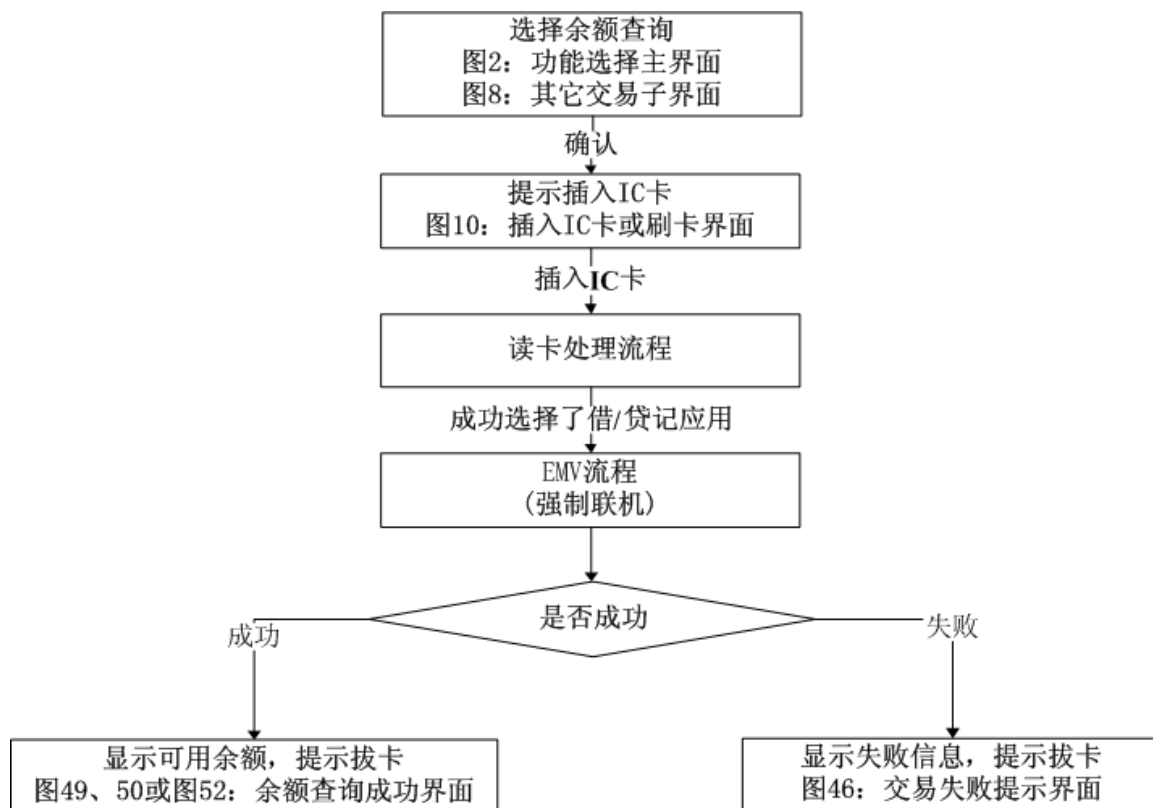 选择余额查询
图2：功能选择主界面
图8：其它交易子界面
确认
提示插入IC卡
图10：插入IC卡或刷卡界面
插入IC卡
读卡处理流程
成功选择了借/贷记应用
EMV流程
(强制联机)
是否成功
成功
失败
显示可用余额，提示拔卡
图49、50或图52：余额查询成功界面
显示失败信息，提示拔卡
图46：交易失败提示界面